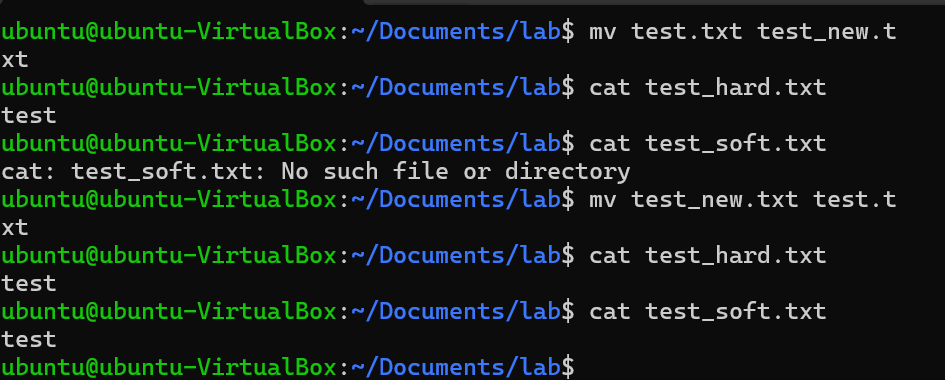 ubuntu@ubuntu-VirtualBox:~/Documents/lab$ mv test.txt test_new.t
xt
ubuntu@ubuntu-VirtualBox:~/Documents/lab$ cat test_hard.txt
test
ubuntu@ubuntu-VirtualBox:~/Documents/lab$ cat test_soft.txt
cat: test_soft.txt: No such file or directory
ubuntu@ubuntu-VirtualBox:~/Documents/lab$ mv test_new.txt test.t
xt
ubuntu@ubuntu-VirtualBox:~/Documents/lab$ cat test_hard.txt
test
ubuntu@ubuntu-VirtualBox:~/Documents/lab$ cat test_soft.txt
test
ubuntu@ubuntu-VirtualBox:~/Documents/lab$